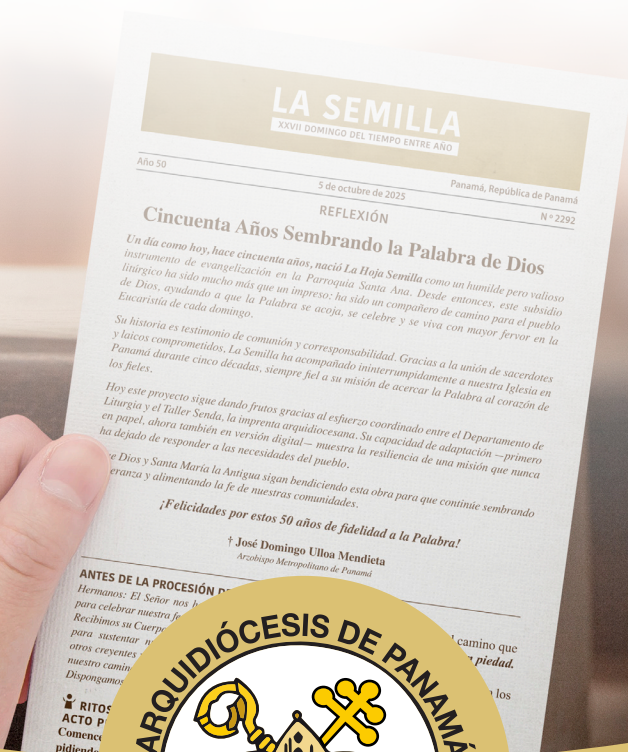 LA SEMILLA
XXVII DOMINGO DEL TIEMPO ENTRE AÑO
Año 50
5 de octubre de 2025
Panamá, República de Panamá
REFLEXIÓN
N º 2292
Cincuenta Años Sembrando la Palabra de Dios
Un día como hoy, hace cincuenta años, nació La Hoja Semilla como un humilde pero valioso
instrumento de evangelización en la Parroquia Santa Ana. Desde entonces, este subsidio
litúrgico ha sido mucho más que un impreso: ha sido un compañero de camino para el pueblo
de Dios, ayudando a que la Palabra se acoja, se celebre y se viva con mayor fervor en la
Eucaristía de cada domingo.
Su historia es testimonio de comunión y corresponsabilidad. Gracias a la unión de sacerdotes
y laicos comprometidos, La Semilla ha acompañado ininterrumpidamente a nuestra Iglesia en
Panamá durante cinco décadas, siempre fiel a su misión de acercar la Palabra al corazón de
los fieles.
Hoy este proyecto sigue dando frutos gracias al esfuerzo coordinado entre el Departamento de
Liturgia y el Taller Senda, la imprenta arquidiocesana. Su capacidad de adaptación —primero
en papel, ahora también en versión digital— muestra la resiliencia de una misión que nunca
ha dejado de responder a las necesidades del pueblo.
Dios y Santa María la Antigua sigan bendiciendo esta obra para que continúe sembrando
eranza y alimentando la fe de nuestras comunidades.
¡Felicidades por estos 50 años de fidelidad a la Palabra!
† José Domingo Ulloa Mendieta
Arzobispo Metropolitano de Panamá
ANTES DE LA PROCESIÓN
Hermanos: El Señor nos
camino que
para celebrar nuestra
piedad.
Recibimos su Cuerpo
para sustentar
otros creyentes
los
nuestro
Dispongamos
RITOS
ACTO
ARQUIDIÓCESIS DE PANAMÁ